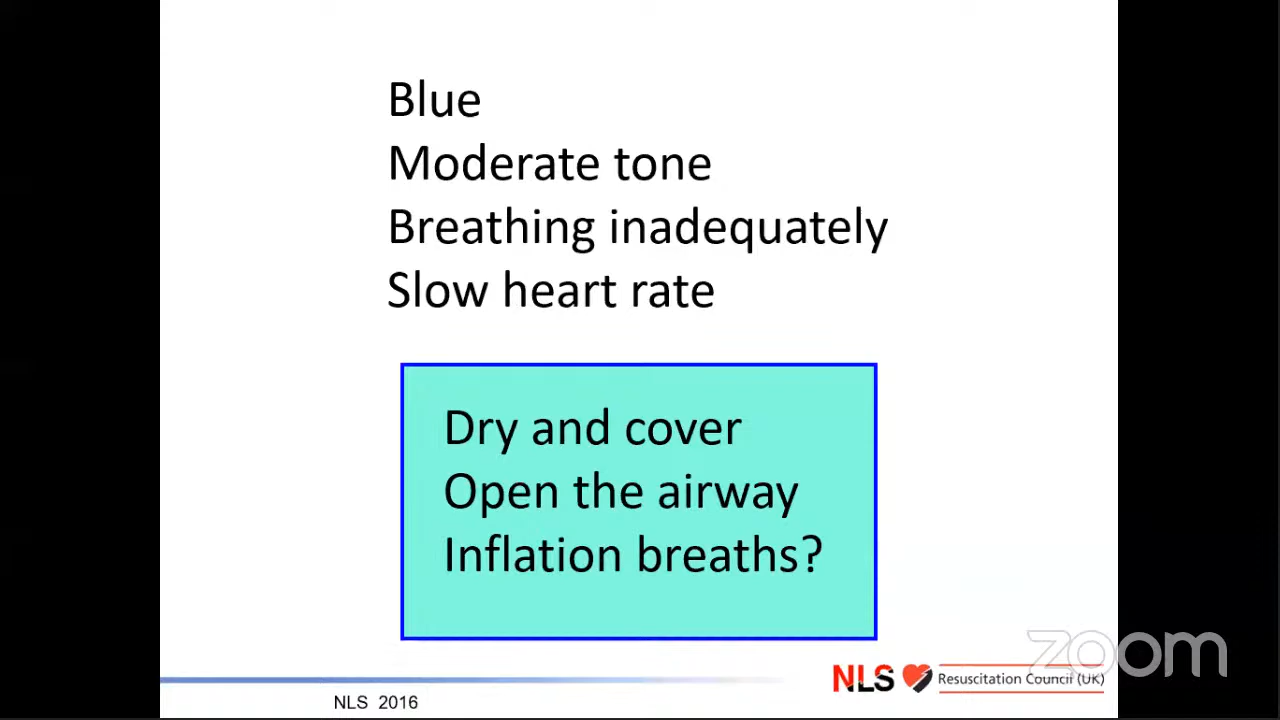 Blue
Moderate tone
Breathing inadequately
Slow heart rate
Dry and cover
Open the airway
Inflation breaths?
zoom
NLS Resuscitation Council (UK)
NLS 2016